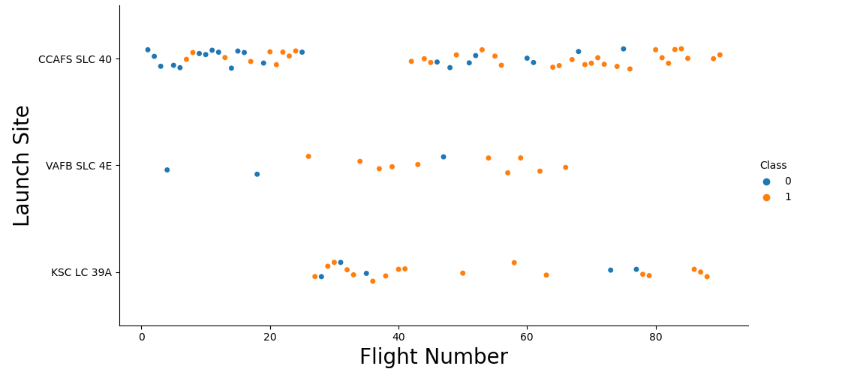 CCAFS SLC 40
VAFB SLC 4E
KSC LC 39A
Launch Site
0 20 40 60 80
Flight Number
Class
0
1